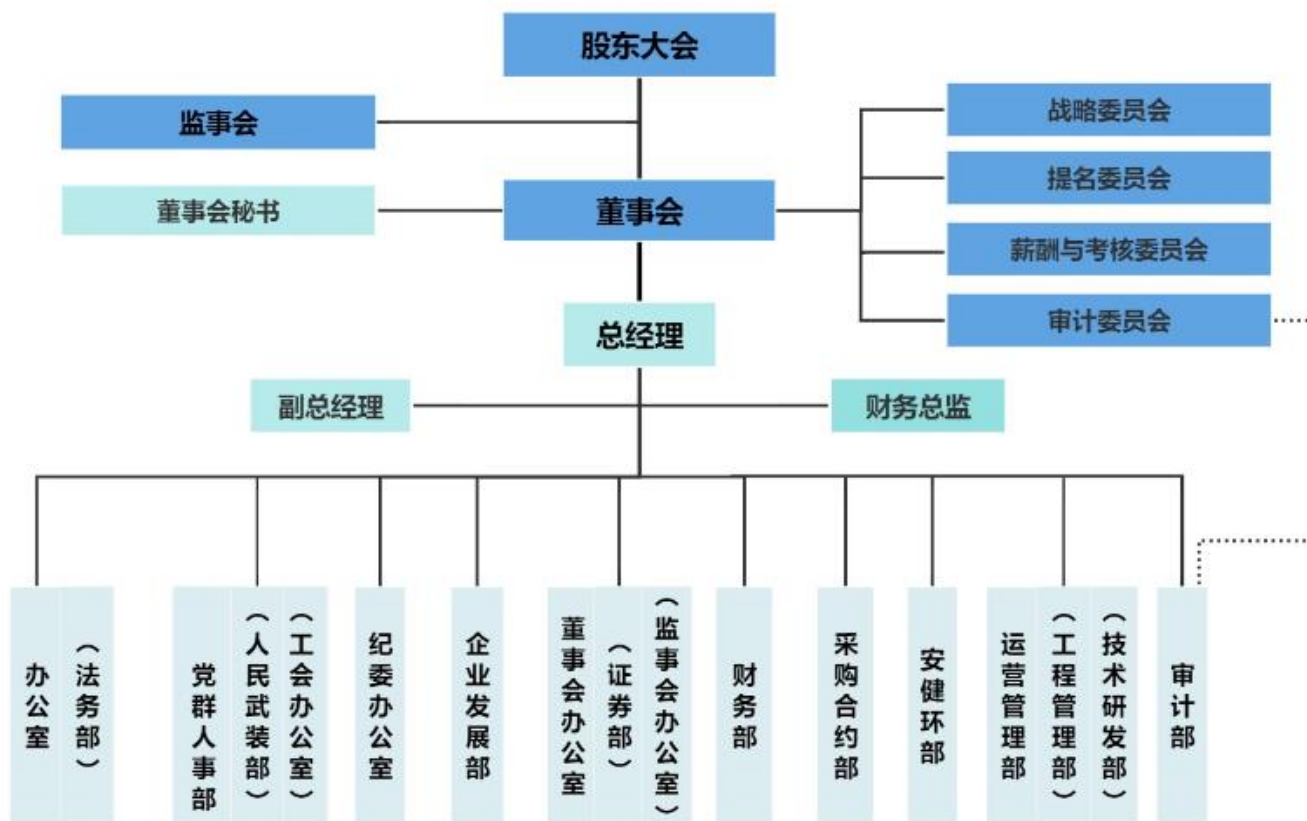 股东大会
监事会
战略委员会
提名委员会
董事会秘书
董事会
薪酬与考核委员会
总经理
审计委员会
副总经理
财务总监
办公室
（法务部）
党群人事部
（人民武装部）
（工会办公室）
纪委办公室
企业发展部
董事会办公室
（证券部）
（监事会办公室）
财务部
采购合约部
安健环部
运营管理部
（工程管理部）
（技术研发部）
审计部